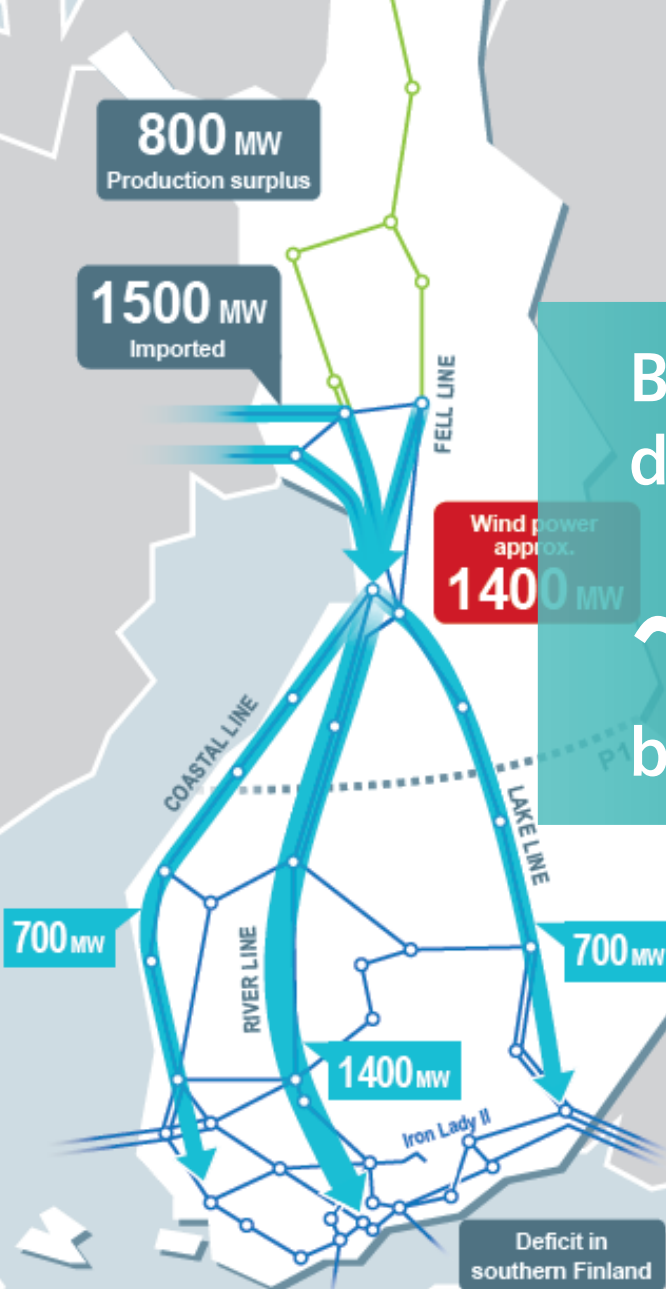 800 MW
Production surplus
1500 MW
Imported
FELL LINE
B
d
Wind power
approx.
1400 MW
~
b
P1
COASTAL LINE
LAKE LINE
700 MW
RIVER LINE
700 MW
1400 MW
Iron Lady II
Deficit in
southern Finland